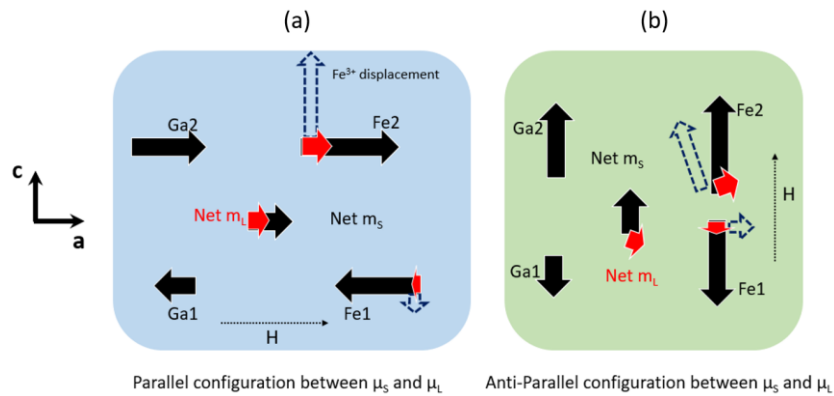 (a)
(b)
Fe³⁺ displacement
Ga2
Fe2
Net mL
Net mS
Ga1
Fe1
H
c
a
Ga2
Fe2
Net mS
H
Net mL
Ga1
Fe1
Parallel configuration between μS and μL
Anti-Parallel configuration between μS and μL